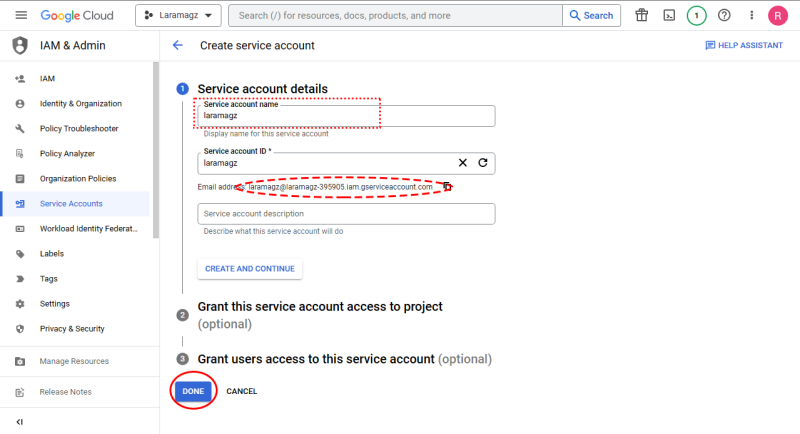 Google Cloud
Laramagz
Search (/) for resources, docs, products, and more
Search
1
R
IAM & Admin
Create service account
HELP ASSISTANT
IAM
Identity & Organization
Policy Troubleshooter
Policy Analyzer
Organization Policies
Service Accounts
Workload Identity Federat...
Labels
Tags
Settings
Privacy & Security
Manage Resources
Release Notes
1 Service account details
Service account name
laramagz
Display name for this service account
Service account ID *
laramagz
Email address: laramagz@laramagz-395905.iam.gserviceaccount.com
Service account description
Describe what this service account will do
CREATE AND CONTINUE
2 Grant this service account access to project
(optional)
3 Grant users access to this service account (optional)
DONE CANCEL